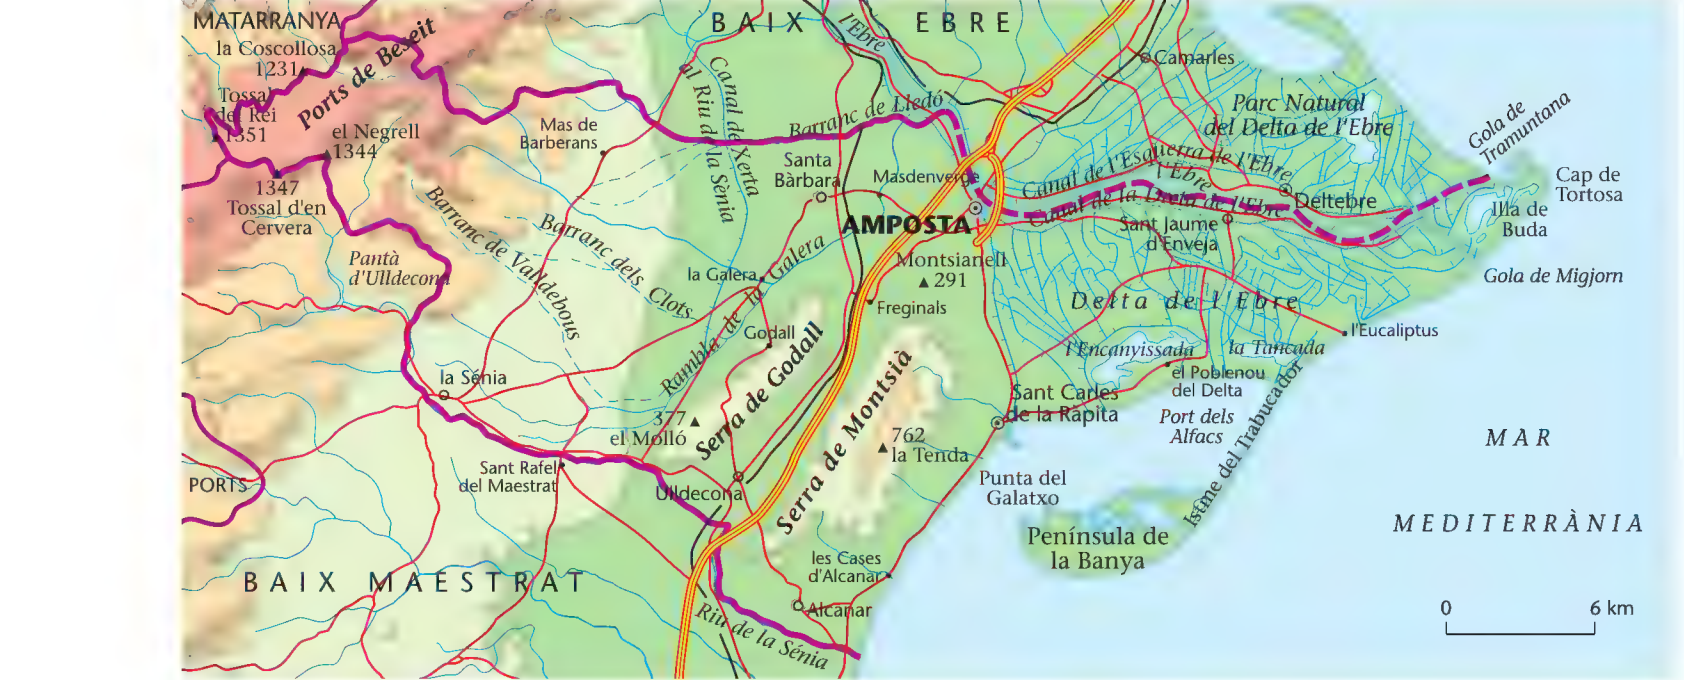 MATARRANYA
BAIX EBRE
l'Ebre
la Coscollosa
1231
Ports de Beseit
Camarles
Canal de Xerta
al Riu de la Sénia
Tossal
del Rei
1351
Barranc de Lledó
Parc Natural
del Delta de l'Ebre
Gola de
Tramuntana
el Negrell
1344
Mas de
Barberans
Santa
Bàrbara
Masdenverge
Canal de l'Esquerra de l'Ebre
l'Ebre
Canal de la Dreta de l'Ebre
Deltebre
Cap de
Tortosa
1347
Tossal d'en
Cervera
Barranc de Valldebous
Barranc dels Clots
AMPOSTA
Sant Jaume
d'Enveja
Illa de
Buda
Pantà
d'Ulldecona
la Galera
Rambla de la Galera
Montsianell
291
Gola de Migjorn
Delta de l'Ebre
Freginals
Godall
l'Eucaliptus
l'Encanyissada
la Tancada
la Sénia
Serra de Godall
Serra de Montsià
el Poblenou
del Delta
Sant Carles
de la Ràpita
377
el Molló
Port dels
Alfacs
Istme del Trabucador
762
la Tenda
MAR
MEDITERRÀNIA
PORTS
Sant Rafel
del Maestrat
Ulldecona
Punta del
Galatxo
Península de
la Banya
les Cases
d'Alcanar
BAIX MAESTRAT
Alcanar
Riu de la Sénia
0 6 km